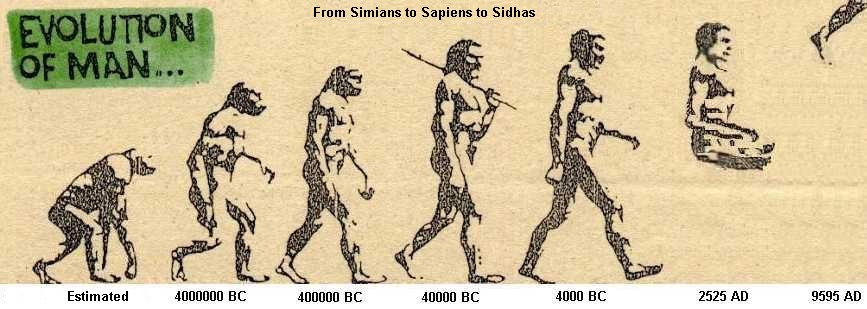 From Simians to Sapiens to Sidhas
EVOLUTION
OF MAN...
Estimated 4000000 BC 400000 BC 40000 BC 4000 BC 2525 AD 9595 AD